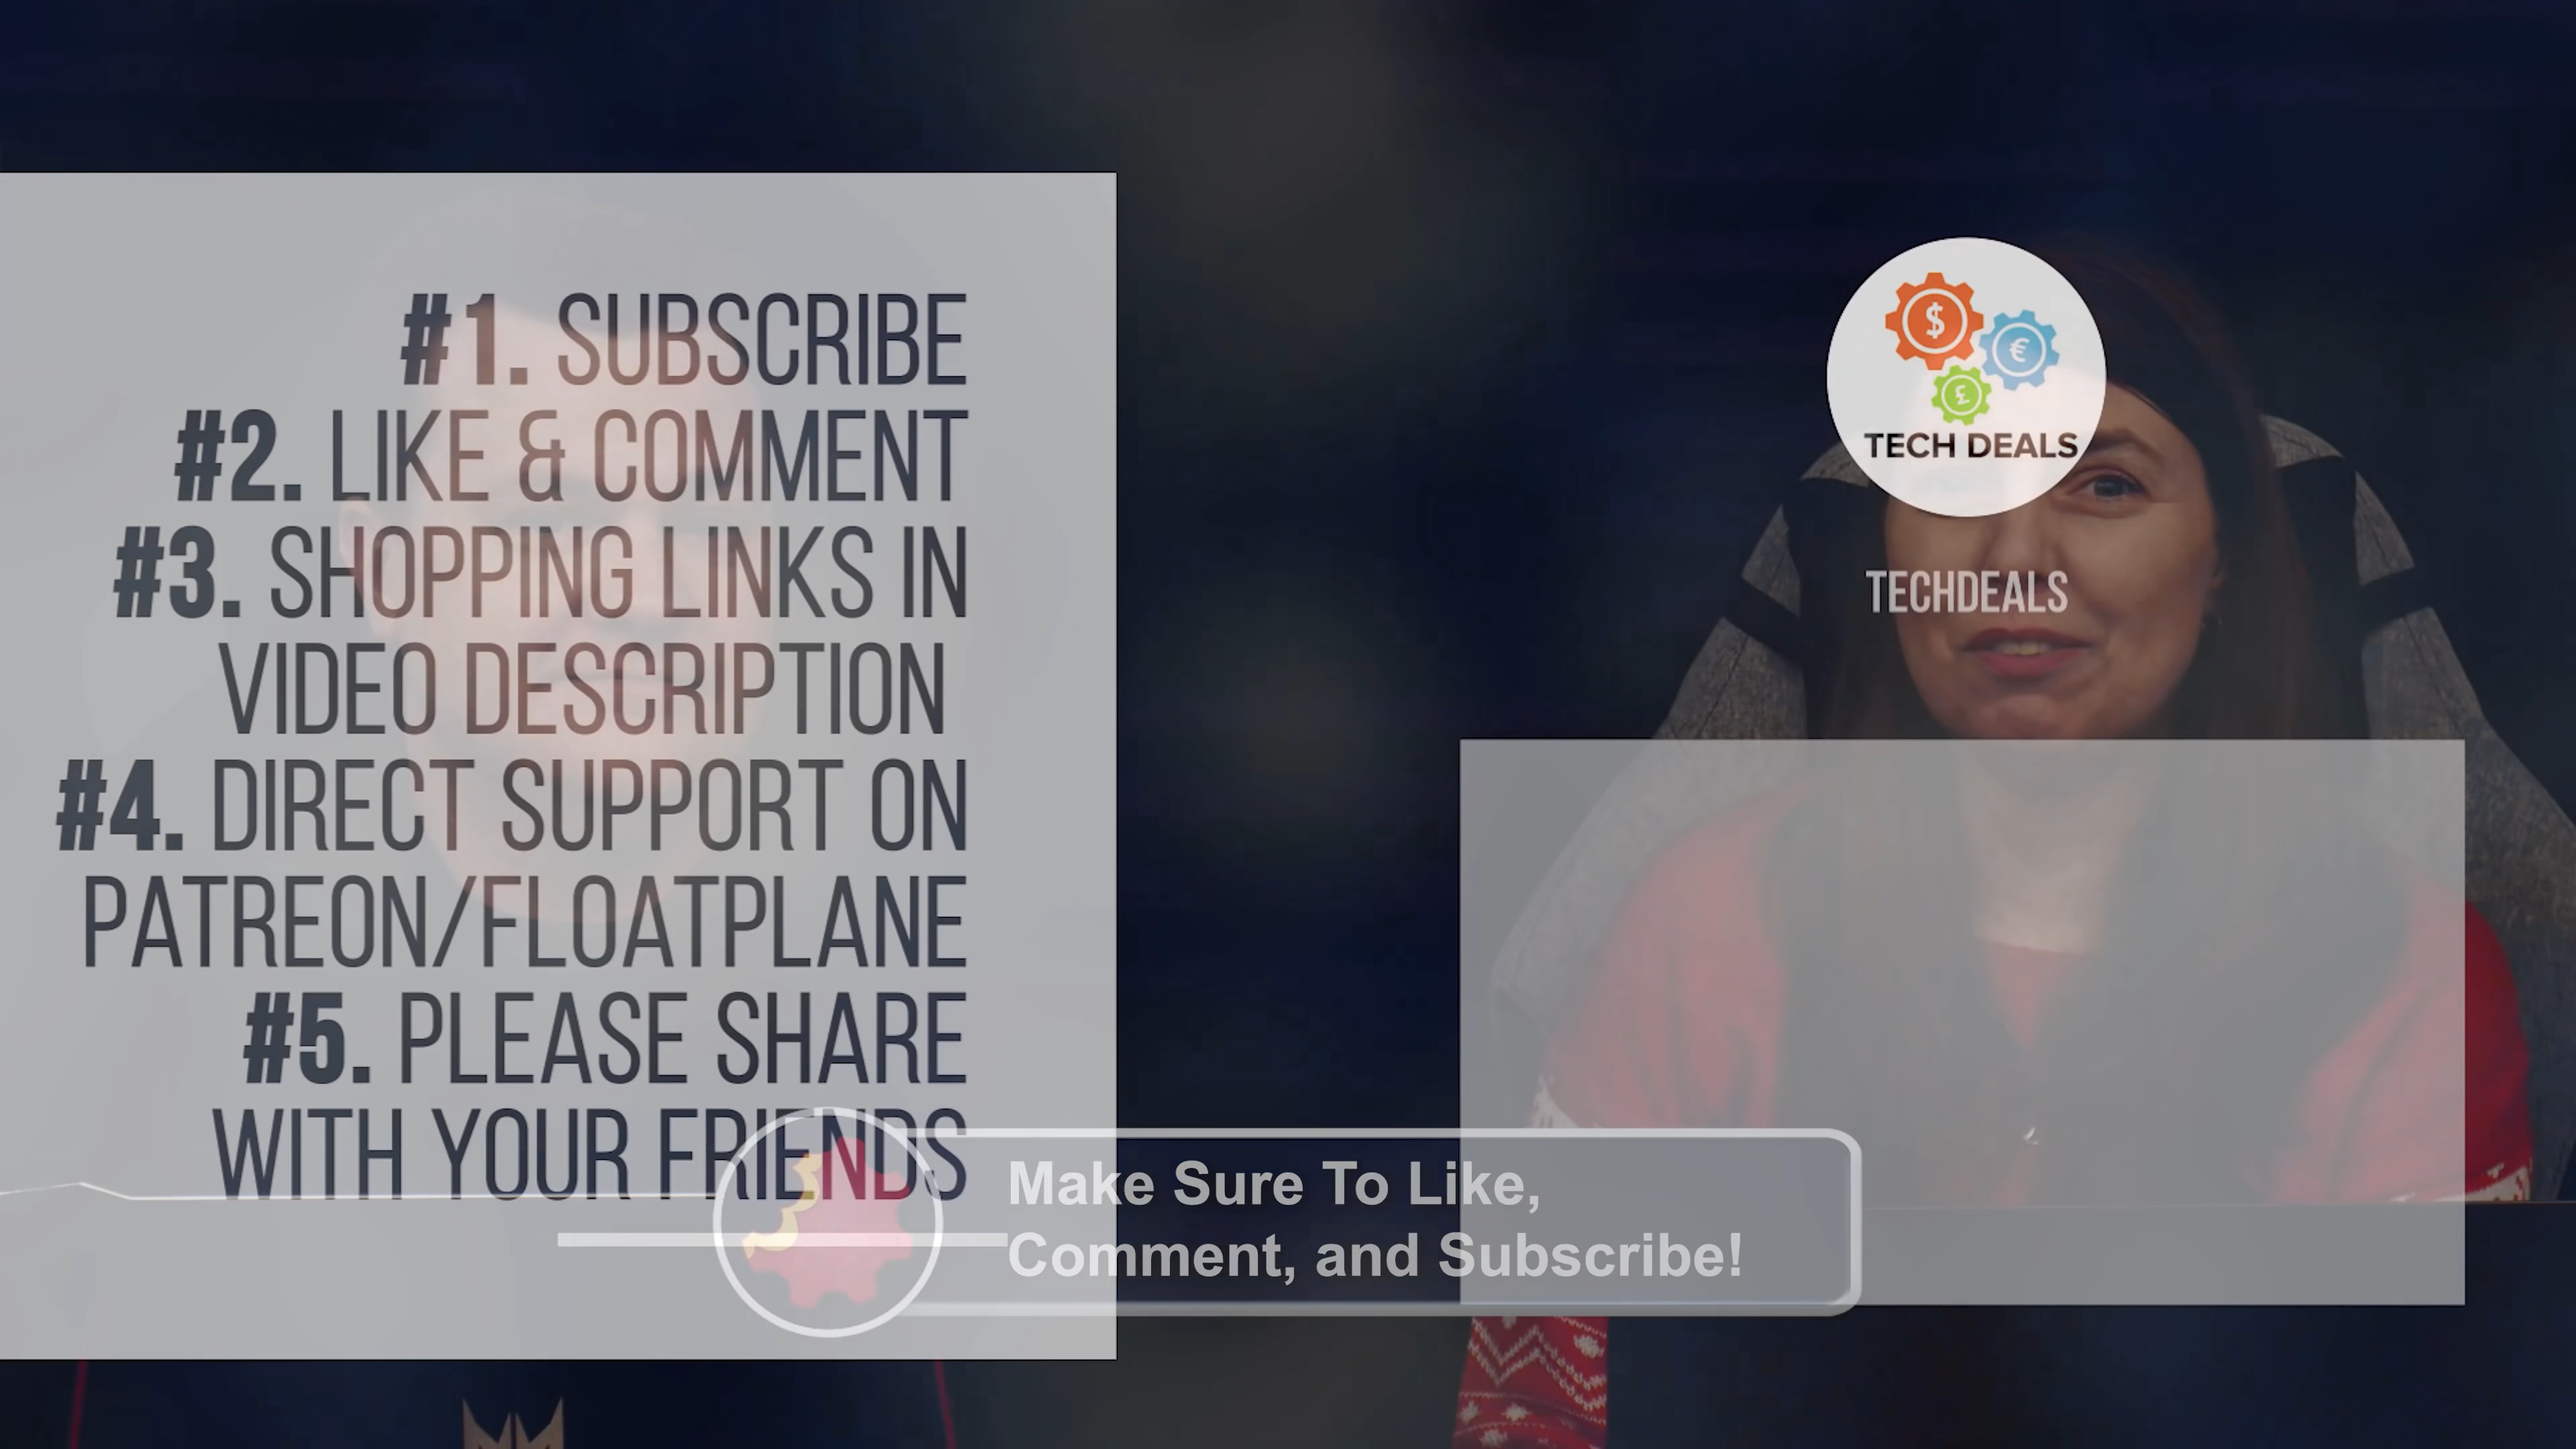 #1. SUBSCRIBE
#2. LIKE & COMMENT
#3. SHOPPING LINKS IN
VIDEO DESCRIPTION
#4. DIRECT SUPPORT ON
PATREON/FLOATPLANE
#5. PLEASE SHARE
WITH YOUR FRIENDS
$
€
£
TECH DEALS
TECHDEALS
Make Sure To Like,
Comment, and Subscribe!